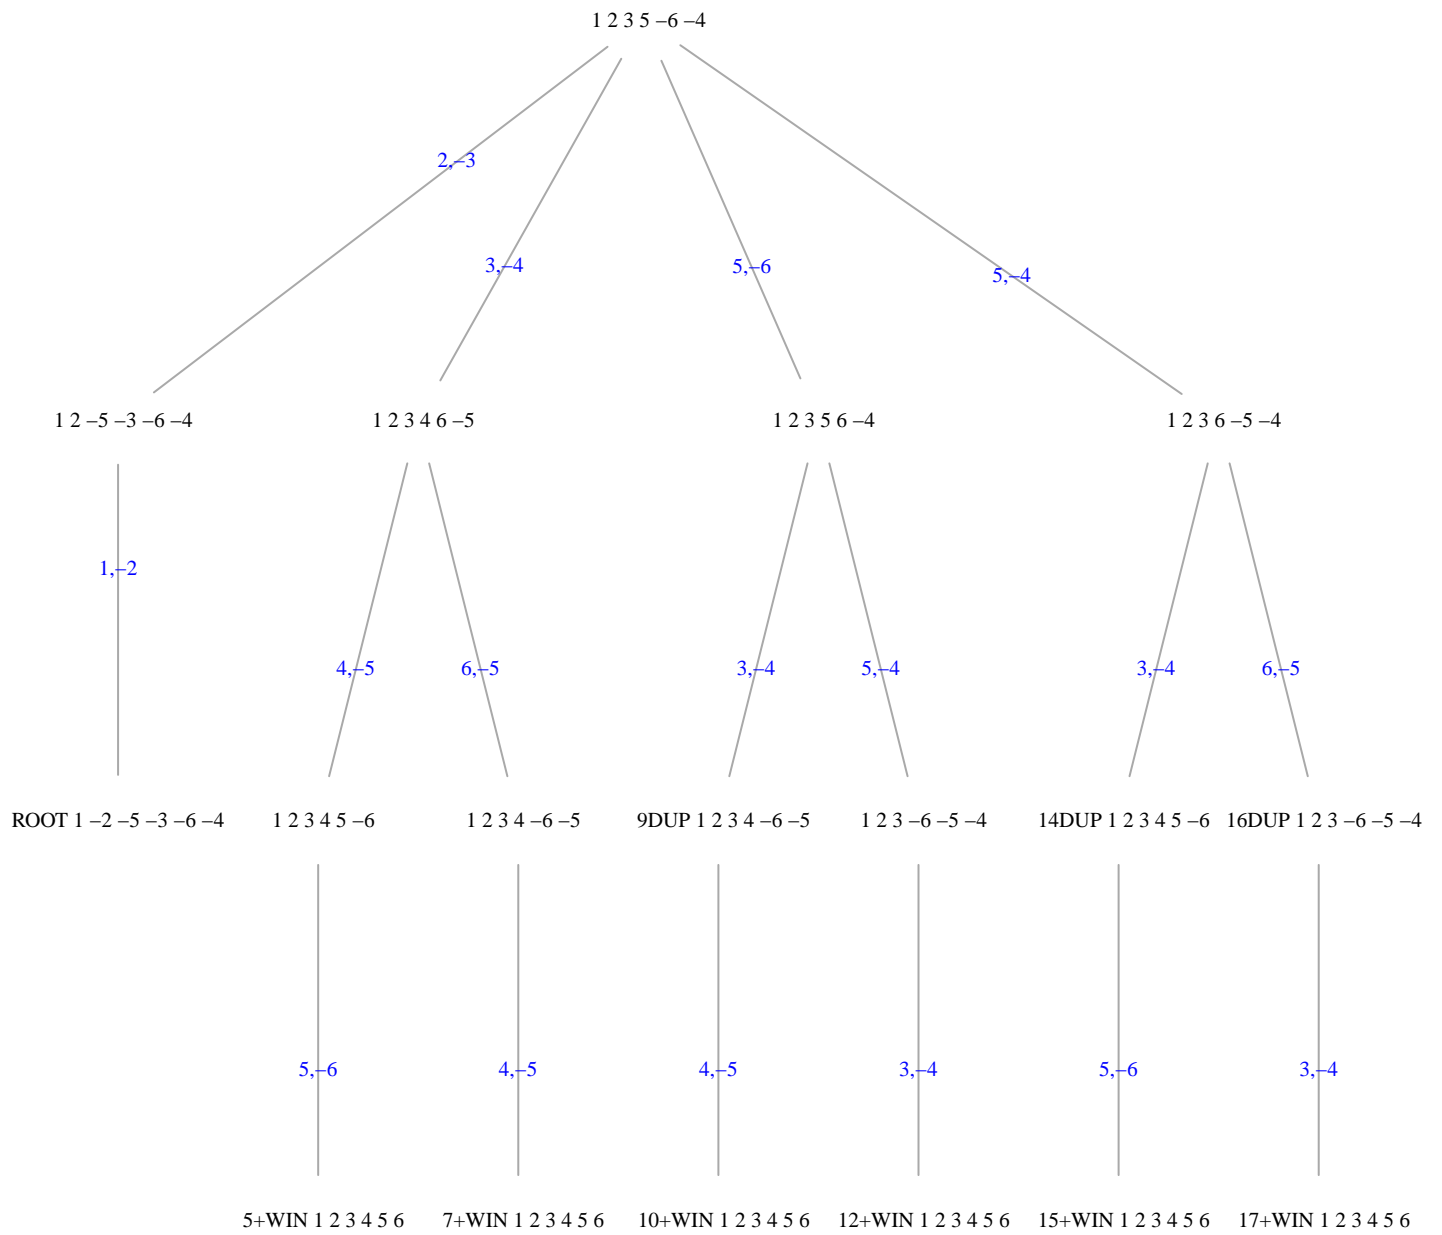 1 2 3 5 –6 –4
2,–3
3,–4
5,–6
5,–4
1 2 –5 –3 –6 –4
1 2 3 4 6 –5
1 2 3 5 6 –4
1 2 3 6 –5 –4
1,–2
4,–5
6,–5
3,–4
5,–4
3,–4
6,–5
ROOT 1 –2 –5 –3 –6 –4
1 2 3 4 5 –6
1 2 3 4 –6 –5
9DUP 1 2 3 4 –6 –5
1 2 3 –6 –5 –4
14DUP 1 2 3 4 5 –6
16DUP 1 2 3 –6 –5 –4
5,–6
4,–5
4,–5
3,–4
5,–6
3,–4
5+WIN 1 2 3 4 5 6
7+WIN 1 2 3 4 5 6
10+WIN 1 2 3 4 5 6
12+WIN 1 2 3 4 5 6
15+WIN 1 2 3 4 5 6
17+WIN 1 2 3 4 5 6